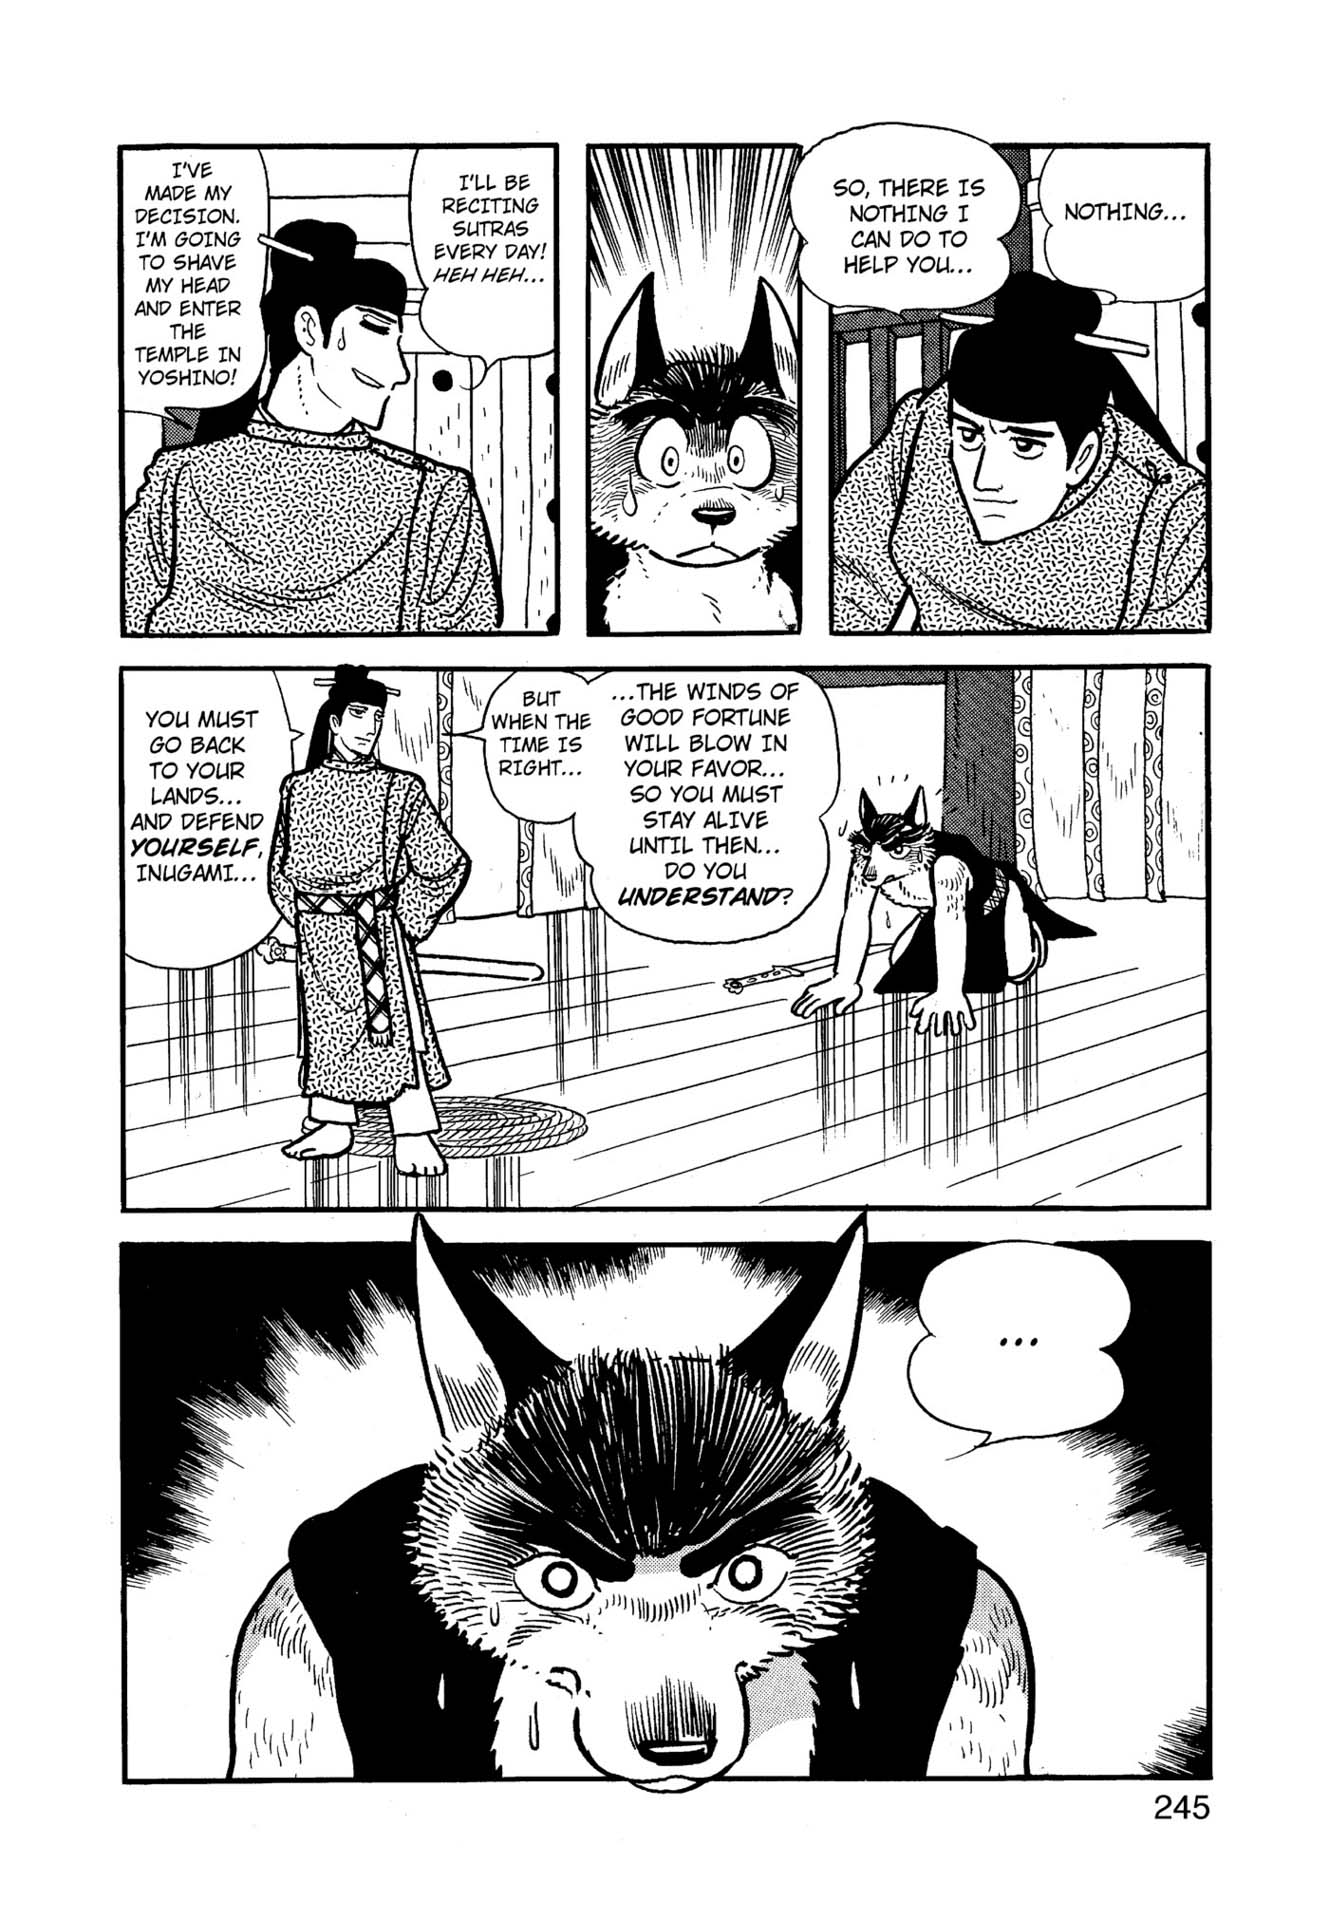 I'VE
MADE MY
DECISION.
I'M GOING
TO SHAVE
MY HEAD
AND ENTER
THE
TEMPLE IN
YOSHINO!
I'LL BE
RECITING
SUTRAS
EVERY DAY!
HEH HEH...
SO, THERE IS
NOTHING I
CAN DO TO
HELP YOU...
NOTHING...
YOU MUST
GO BACK
TO YOUR
LANDS...
AND DEFEND
YOURSELF,
INUGAMI...
BUT
WHEN THE
TIME IS
RIGHT...
...THE WINDS OF
GOOD FORTUNE
WILL BLOW IN
YOUR FAVOR...
SO YOU MUST
STAY ALIVE
UNTIL THEN...
DO YOU
UNDERSTAND?
...
245